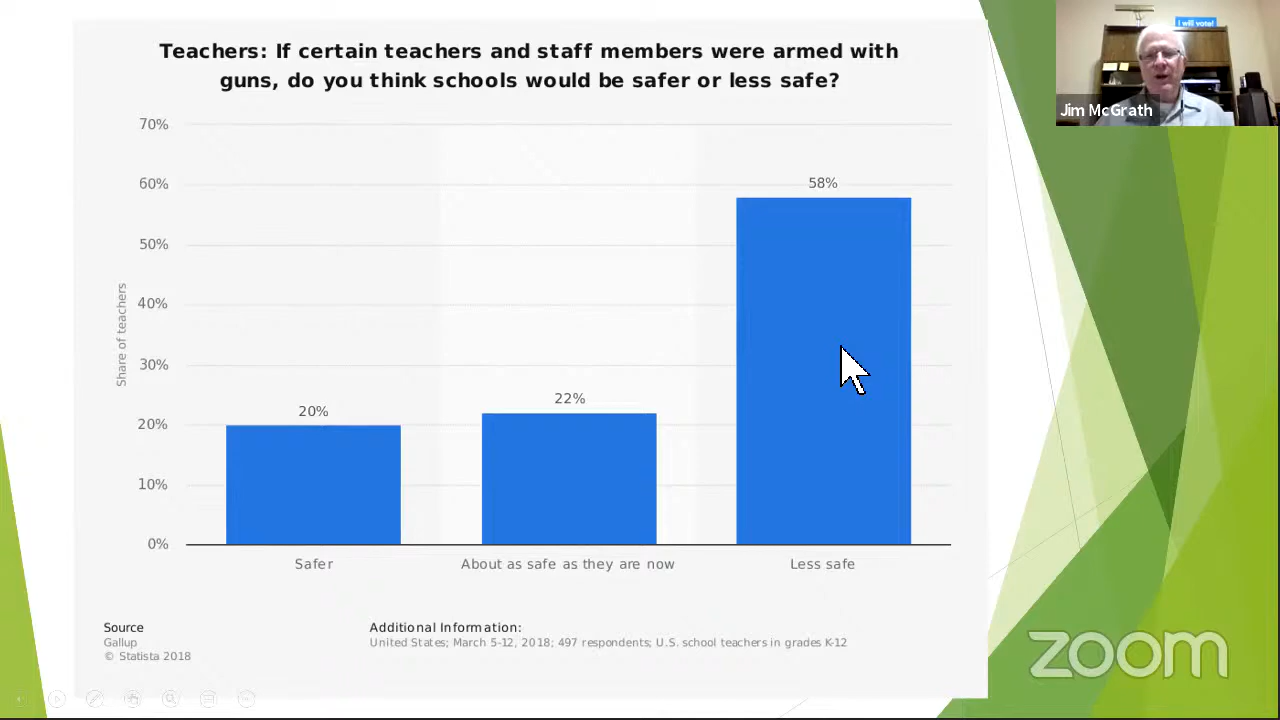 Teachers: If certain teachers and staff members were armed with
guns, do you think schools would be safer or less safe?
I will vote!
Jim McGrath
70%
60%
50%
40%
30%
20%
10%
0%
Share of teachers
20%
22%
58%
Safer
About as safe as they are now
Less safe
Source
Gallup
© Statista 2018
Additional Information:
United States; March 5-12, 2018; 497 respondents; U.S. school teachers in grades K-12
zoom